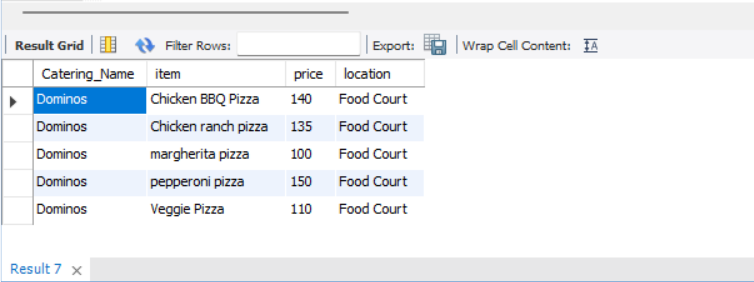 Result Grid Filter Rows: Export: Wrap Cell Content: IA
Catering_Name item price location
Dominos Chicken BBQ Pizza 140 Food Court
Dominos Chicken ranch pizza 135 Food Court
Dominos margherita pizza 100 Food Court
Dominos pepperoni pizza 150 Food Court
Dominos Veggie Pizza 110 Food Court
Result 7 ×